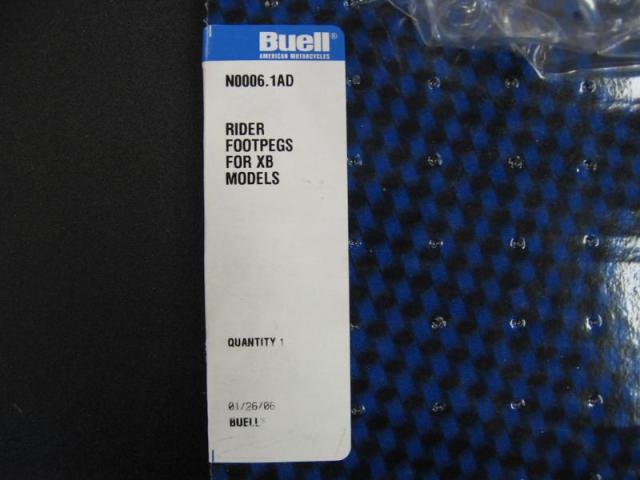 Buell®
AMERICAN MOTORCYCLES
N0006.1AD
RIDER
FOOTPEGS
FOR XB
MODELS
QUANTITY 1
01/26/06
BUELL®